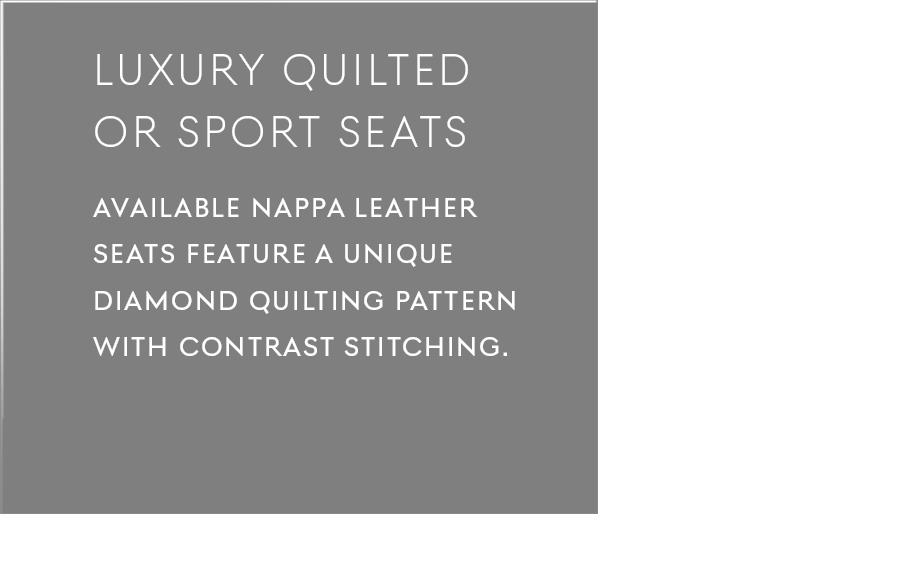 LUXURY QUILTED
OR SPORT SEATS
AVAILABLE NAPPA LEATHER
SEATS FEATURE A UNIQUE
DIAMOND QUILTING PATTERN
WITH CONTRAST STITCHING.